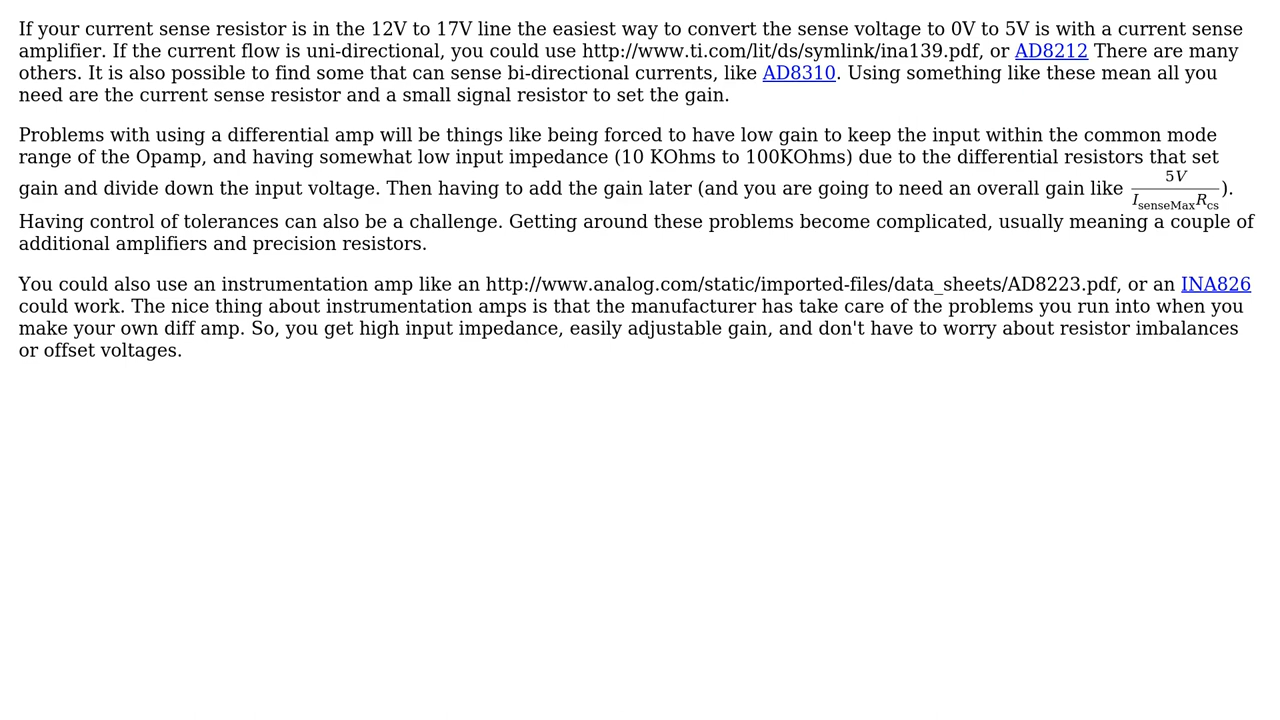 If your current sense resistor is in the 12V to 17V line the easiest way to convert the sense voltage to 0V to 5V is with a current sense
amplifier. If the current flow is uni-directional, you could use http://www.ti.com/lit/ds/symlink/ina139.pdf, or AD8212 There are many
others. It is also possible to find some that can sense bi-directional currents, like AD8310. Using something like these mean all you
need are the current sense resistor and a small signal resistor to set the gain.
Problems with using a differential amp will be things like being forced to have low gain to keep the input within the common mode
range of the Opamp, and having somewhat low input impedance (10 KOhms to 100KOhms) due to the differential resistors that set
gain and divide down the input voltage. Then having to add the gain later (and you are going to need an overall gain like $\frac{5V}{I_{\text{senseMax}}R_{\text{cs}}}$).
Having control of tolerances can also be a challenge. Getting around these problems become complicated, usually meaning a couple of
additional amplifiers and precision resistors.
You could also use an instrumentation amp like an http://www.analog.com/static/imported-files/data_sheets/AD8223.pdf, or an INA826
could work. The nice thing about instrumentation amps is that the manufacturer has take care of the problems you run into when you
make your own diff amp. So, you get high input impedance, easily adjustable gain, and don't have to worry about resistor imbalances
or offset voltages.